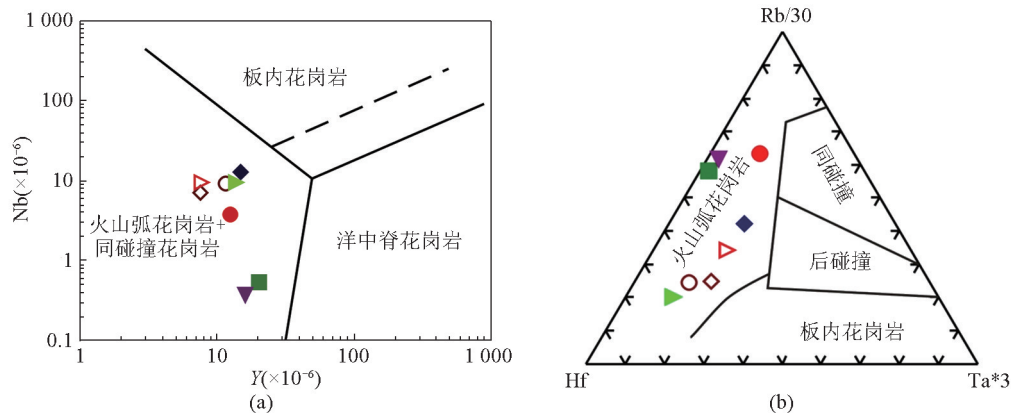 1 000
100
10
1
0.1
Nb(×10⁻⁶)
板内花岗岩
火山弧花岗岩+
同碰撞花岗岩
洋中脊花岗岩
1
10
100
1 000
Y(×10⁻⁶)
(a)
Rb/30
火山弧花岗岩
同碰撞
后碰撞
板内花岗岩
Hf
Ta*3
(b)